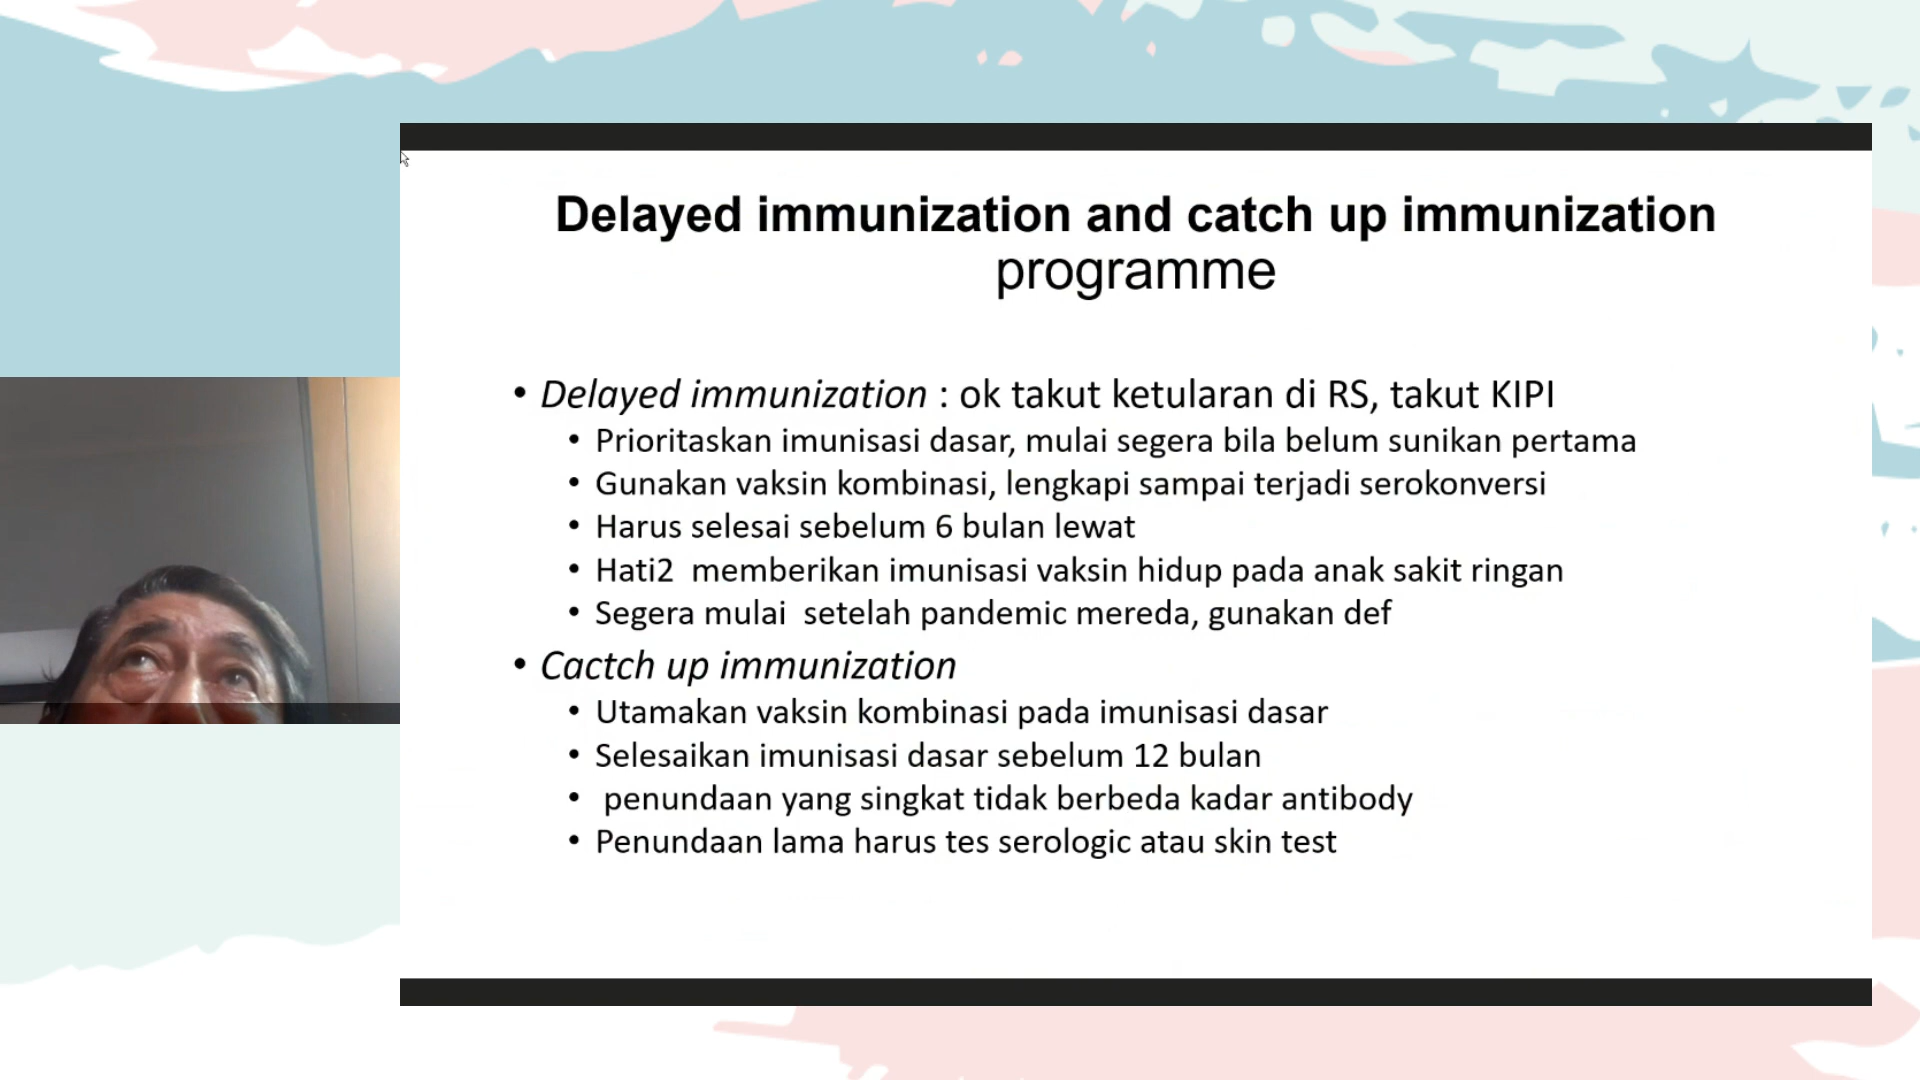 Delayed immunization and catch up immunization
programme
• Delayed immunization : ok takut ketularan di RS, takut KIPI
• Prioritaskan imunisasi dasar, mulai segera bila belum sunikan pertama
• Gunakan vaksin kombinasi, lengkapi sampai terjadi serokonversi
• Harus selesai sebelum 6 bulan lewat
• Hati2 memberikan imunisasi vaksin hidup pada anak sakit ringan
• Segera mulai setelah pandemic mereda, gunakan def
• Cactch up immunization
• Utamakan vaksin kombinasi pada imunisasi dasar
• Selesaikan imunisasi dasar sebelum 12 bulan
• penundaan yang singkat tidak berbeda kadar antibody
• Penundaan lama harus tes serologic atau skin test